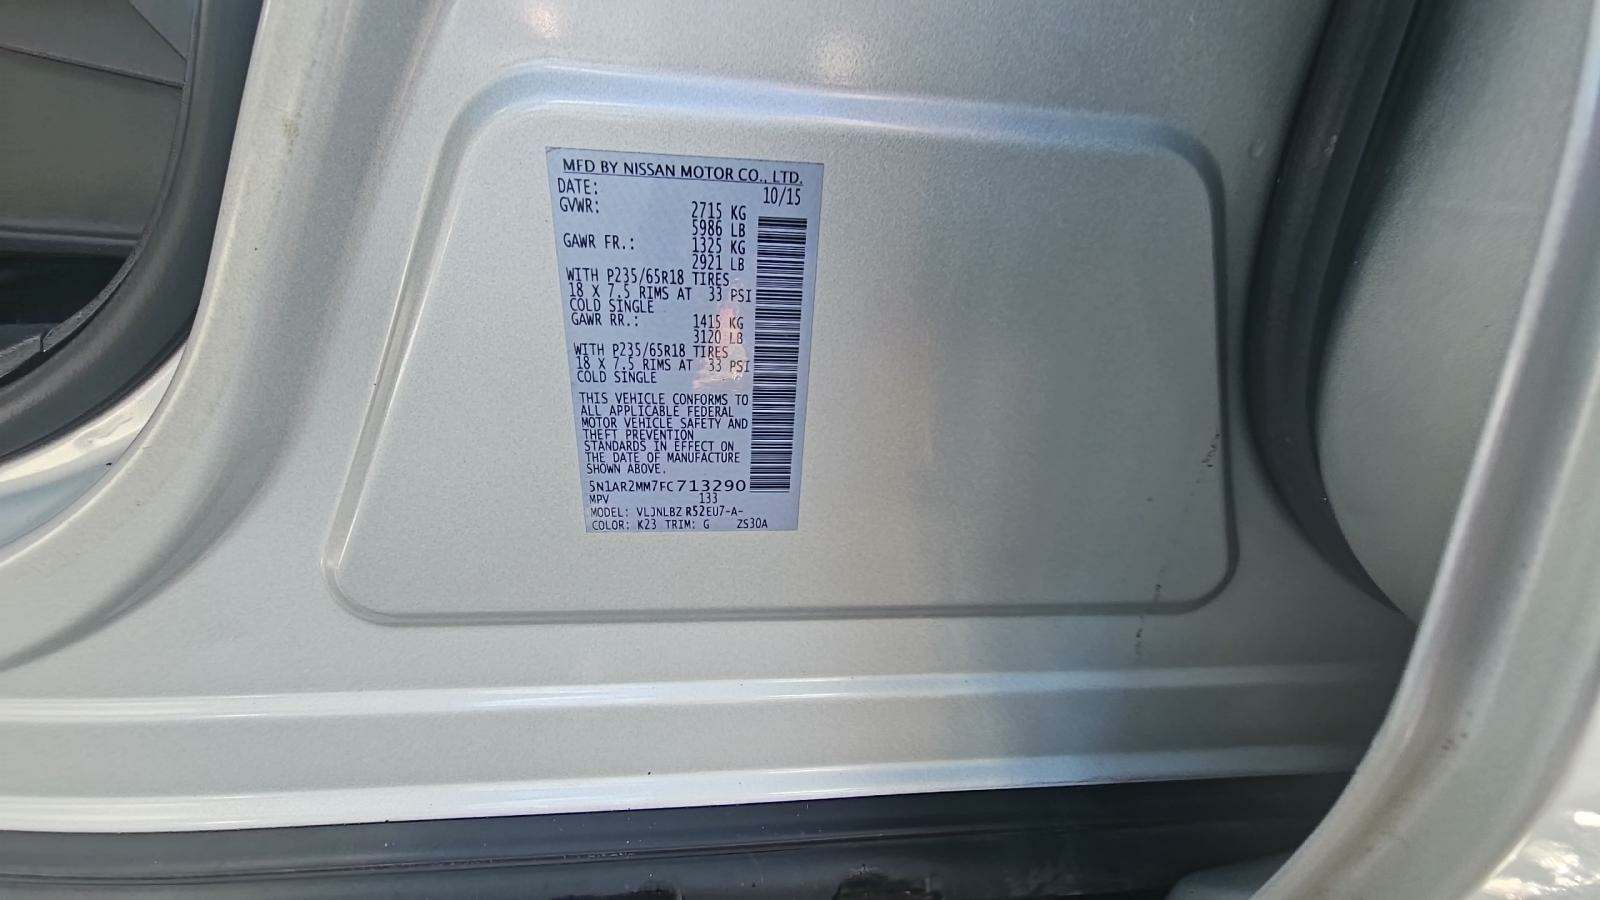 MFD BY NISSAN MOTOR CO., LTD.
DATE: 10/15
GVWR: 2715 KG
5986 LB
GAWR FR.: 1325 KG
2921 LB
WITH P235/65R18 TIRES
18 X 7.5 RIMS AT 33 PSI
COLD SINGLE
GAWR RR.: 1415 KG
3120 LB
WITH P235/65R18 TIRES
18 X 7.5 RIMS AT 33 PSI
COLD SINGLE
THIS VEHICLE CONFORMS TO
ALL APPLICABLE FEDERAL
MOTOR VEHICLE SAFETY AND
THEFT PREVENTION
STANDARDS IN EFFECT ON
THE DATE OF MANUFACTURE
SHOWN ABOVE.
5N1AR2MM7FC713290
MPV 133
MODEL: VLJNLBZ R52EU7-A-
COLOR: K23 TRIM: G ZS30A